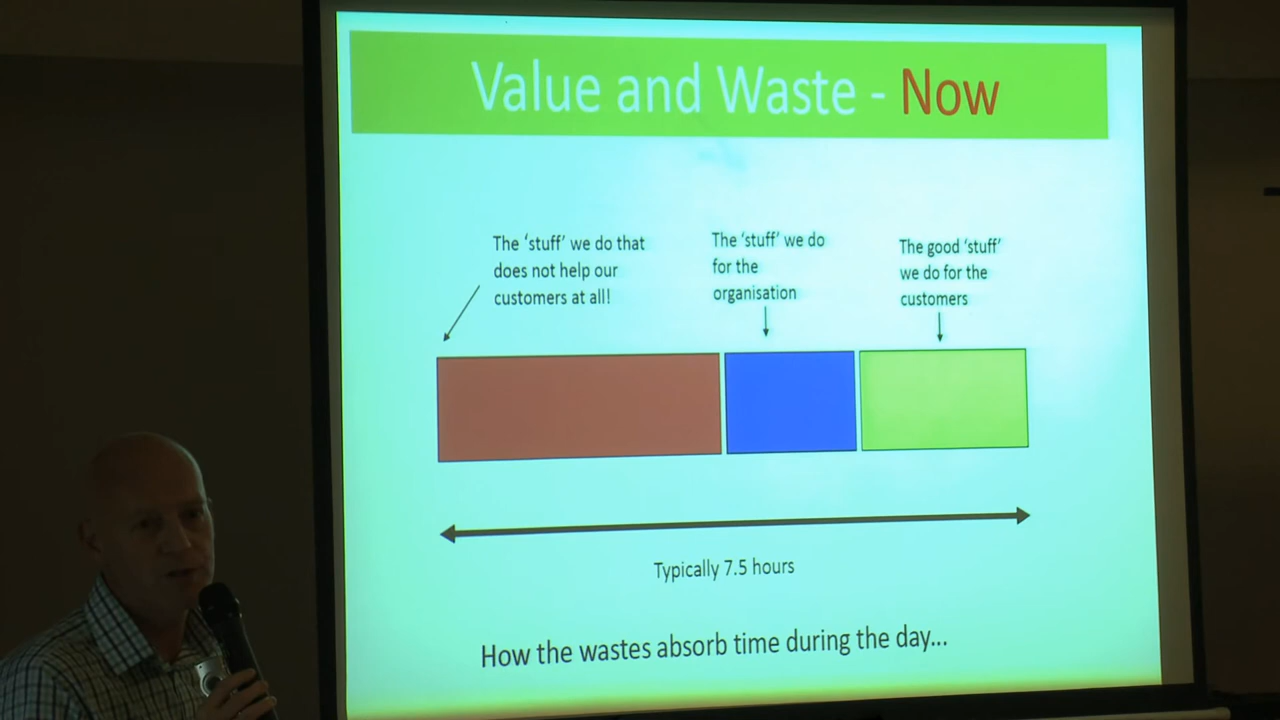 Value and Waste - Now
The 'stuff' we do that
does not help our
customers at all!
The 'stuff' we do
for the
organisation
The good 'stuff'
we do for the
customers
Typically 7.5 hours
How the wastes absorb time during the day...